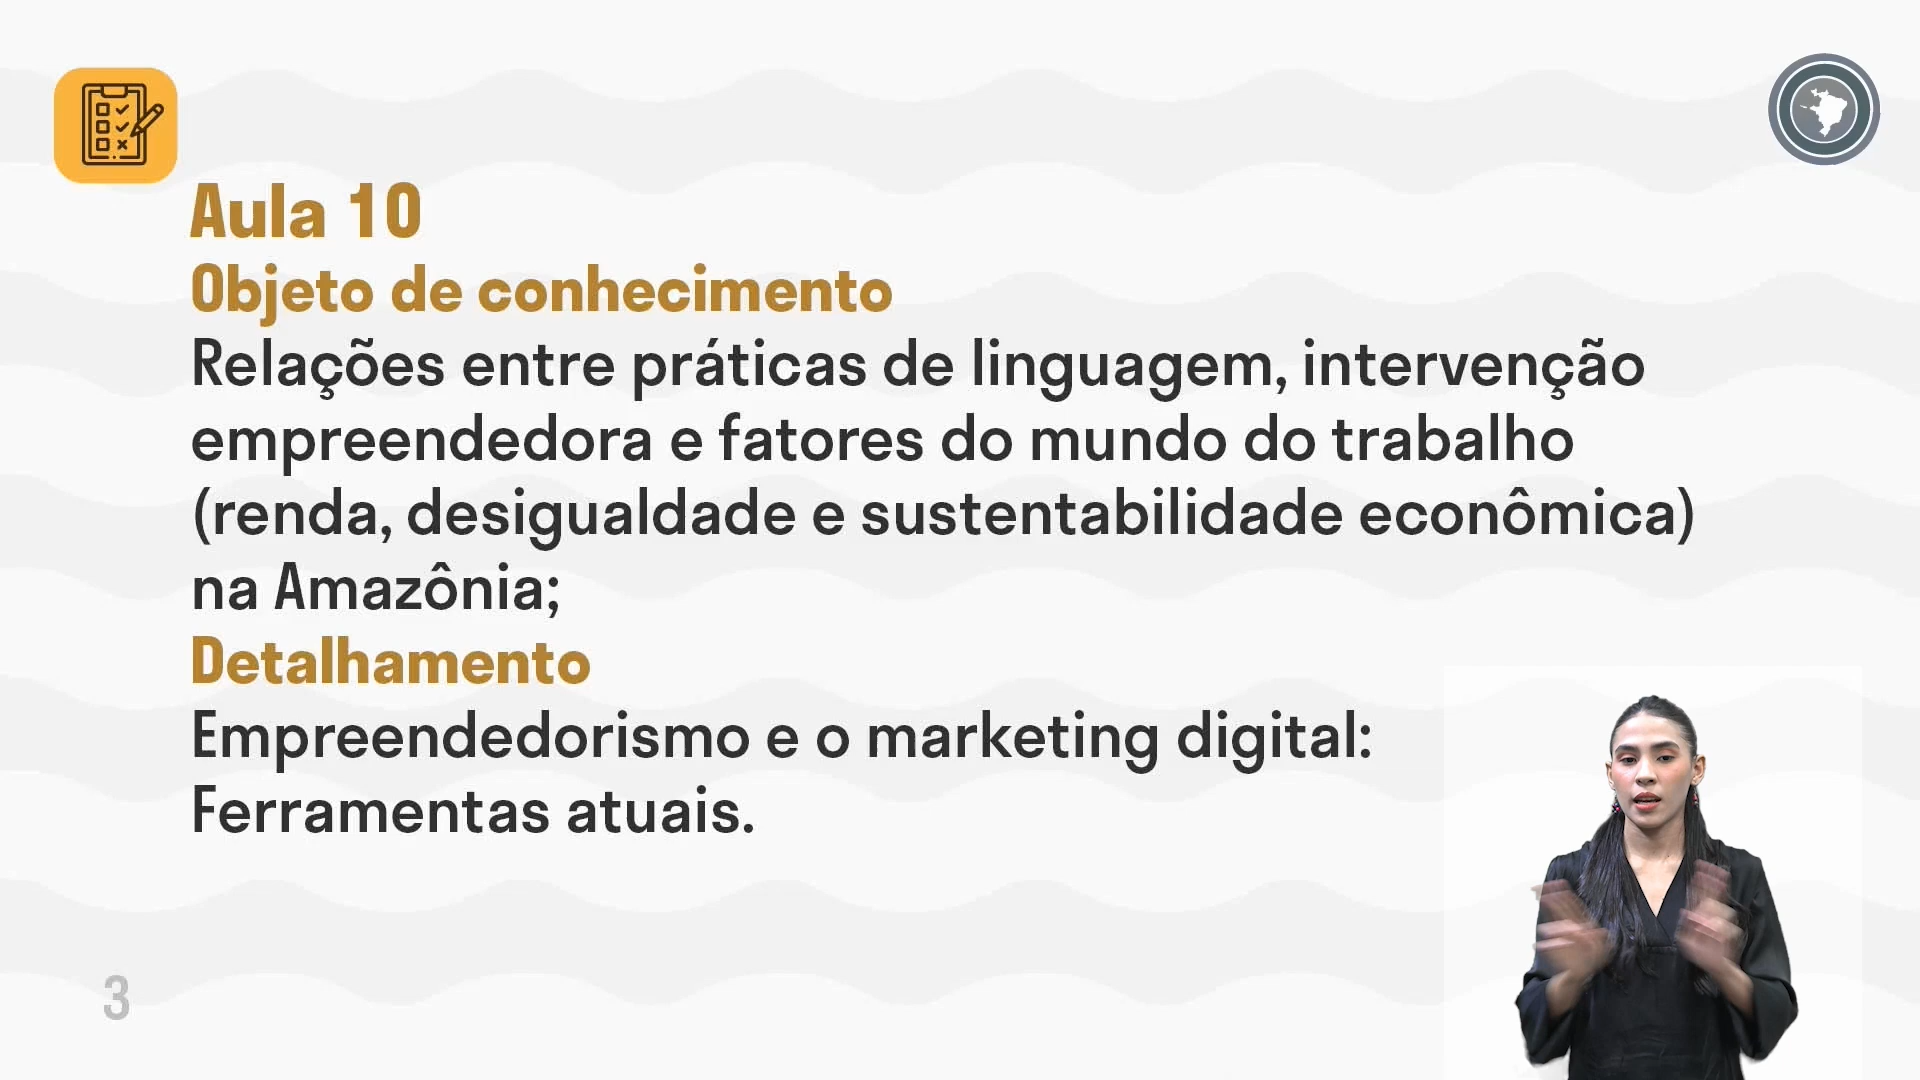 Aula 10
Objeto de conhecimento
Relações entre práticas de linguagem, intervenção
empreendedora e fatores do mundo do trabalho
(renda, desigualdade e sustentabilidade econômica)
na Amazônia;
Detalhamento
Empreendedorismo e o marketing digital:
Ferramentas atuais.
3